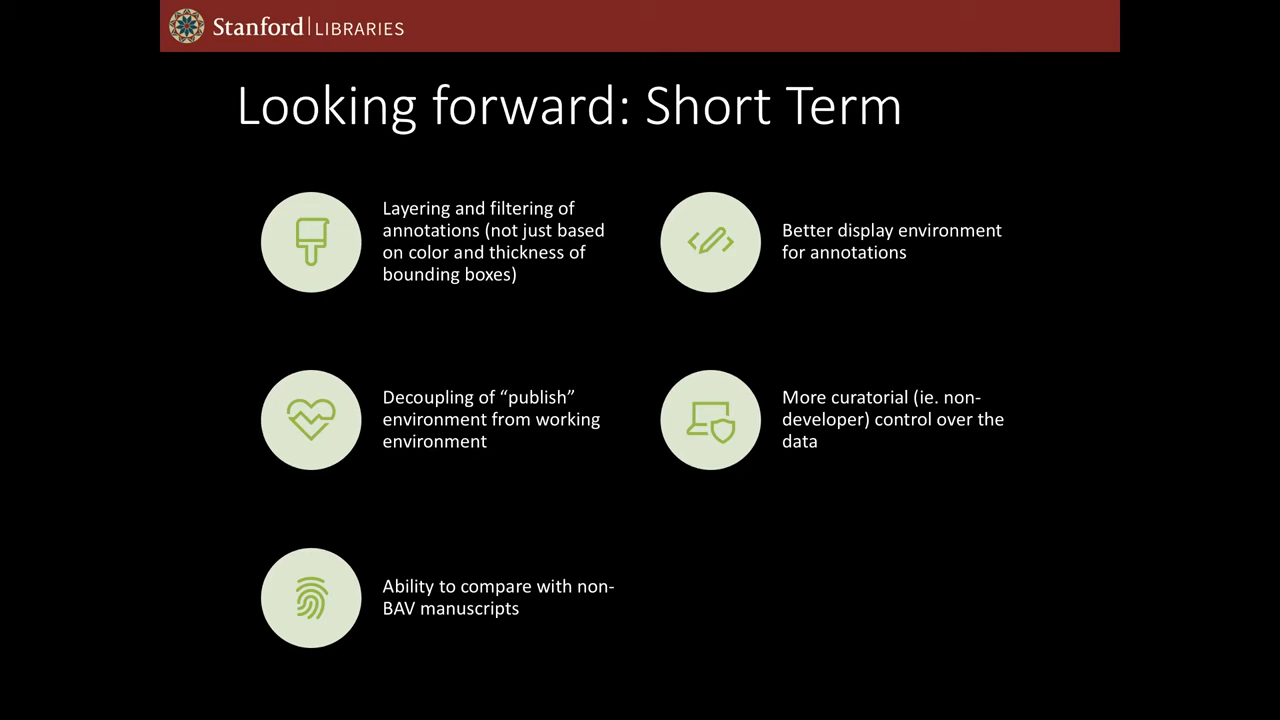 Stanford | LIBRARIES
Looking forward: Short Term
Layering and filtering of
annotations (not just based
on color and thickness of
bounding boxes)
Better display environment
for annotations
Decoupling of “publish”
environment from working
environment
More curatorial (ie. non-
developer) control over the
data
Ability to compare with non-
BAV manuscripts